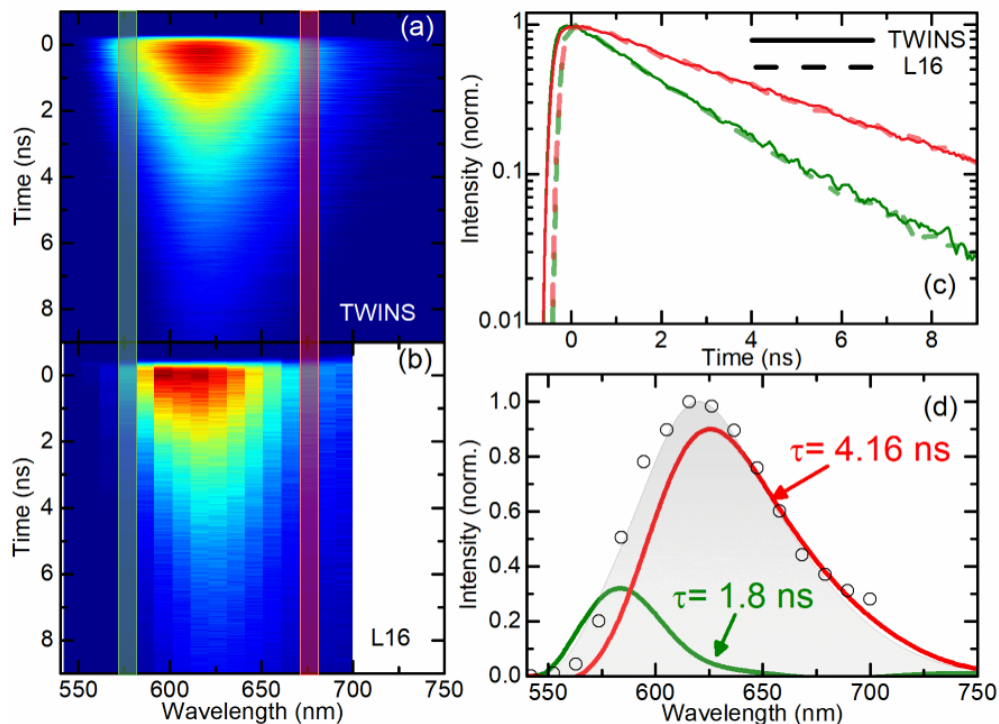 (a)
0
2
4
6
8
Time (ns)
TWINS
(b)
0
2
4
6
8
Time (ns)
L16
550 600 650 700 750
Wavelength (nm)
1
0.1
0.01
Intensity (norm.)
TWINS
L16
(c)
0 2 4 6 8
Time (ns)
(d)
1.0
0.8
0.6
0.4
0.2
0.0
Intensity (norm.)
τ= 4.16 ns
τ= 1.8 ns
550 600 650 700 750
Wavelength (nm)